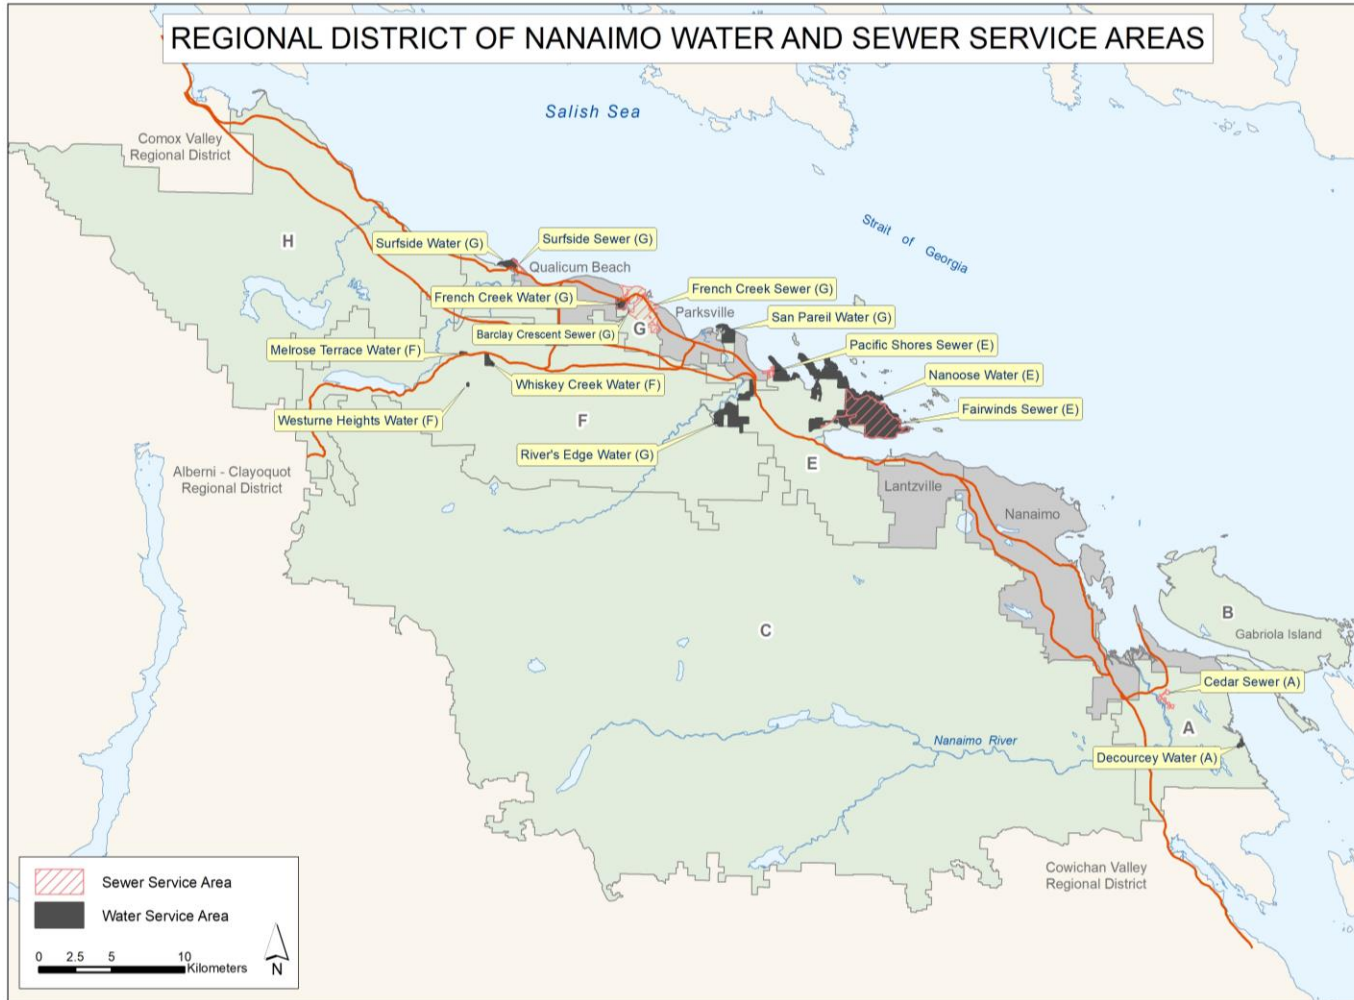 REGIONAL DISTRICT OF NANAIMO WATER AND SEWER SERVICE AREAS
Salish Sea
Comox Valley
Regional District
Strait of Georgia
H
Surfside Water (G)
Surfside Sewer (G)
Qualicum Beach
French Creek Water (G)
French Creek Sewer (G)
Parksville
San Pareil Water (G)
Barclay Crescent Sewer (G)
G
Melrose Terrace Water (F)
Pacific Shores Sewer (E)
Whiskey Creek Water (F)
Nanoose Water (E)
Westurne Heights Water (F)
F
Fairwinds Sewer (E)
River's Edge Water (G)
E
Alberni - Clayoquot
Regional District
Lantzville
Nanaimo
C
B
Gabriola Island
Cedar Sewer (A)
A
Nanaimo River
Decourcey Water (A)
Cowichan Valley
Regional District
Sewer Service Area
Water Service Area
0 2.5 5 10
Kilometers
N